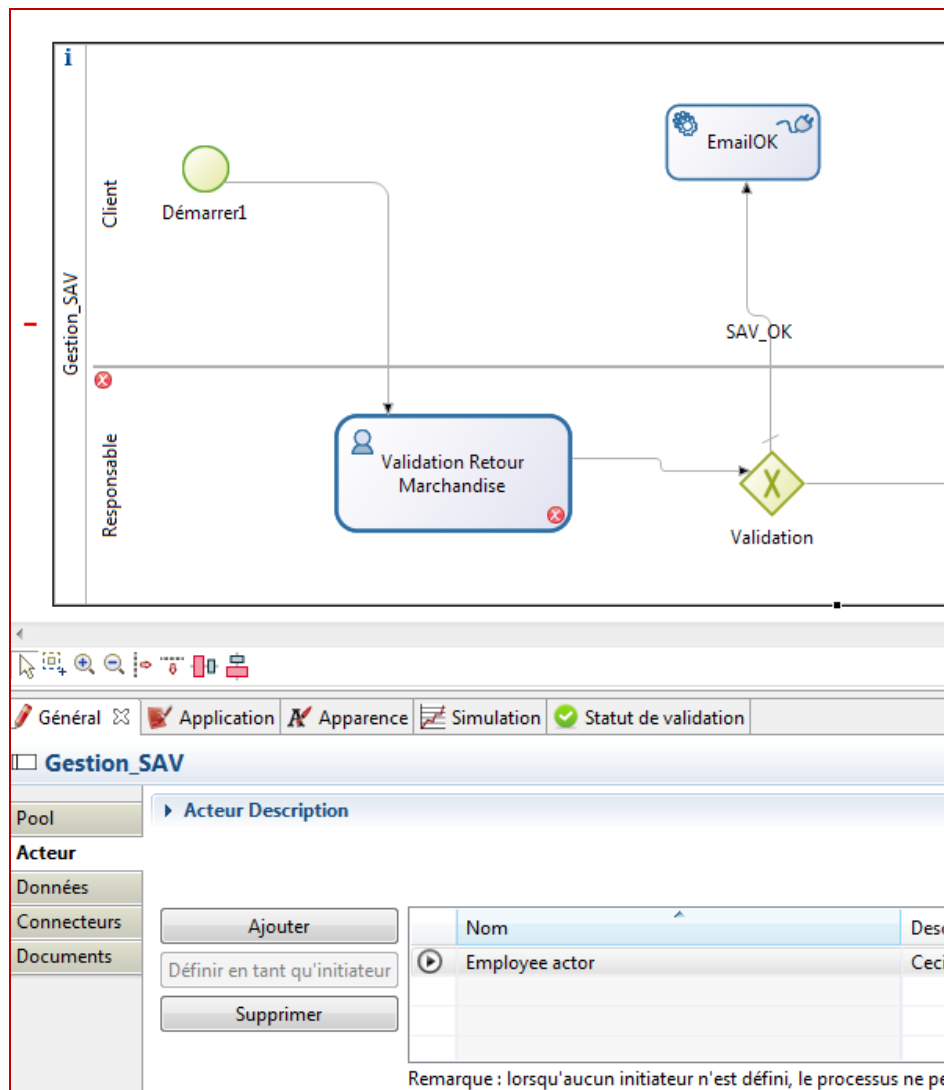 i
Client
Démarrer1
EmailOK
Gestion_SAV
SAV_OK
Responsable
Validation Retour
Marchandise
X
Validation
Général
Application
Apparence
Simulation
Statut de validation
Gestion_SAV
Pool
Acteur
Données
Connecteurs
Documents
Acteur Description
Ajouter
Définir en tant qu'initiateur
Supprimer
Nom
Desc
Employee actor
Ceci
Remarque : lorsqu'aucun initiateur n'est défini, le processus ne pe